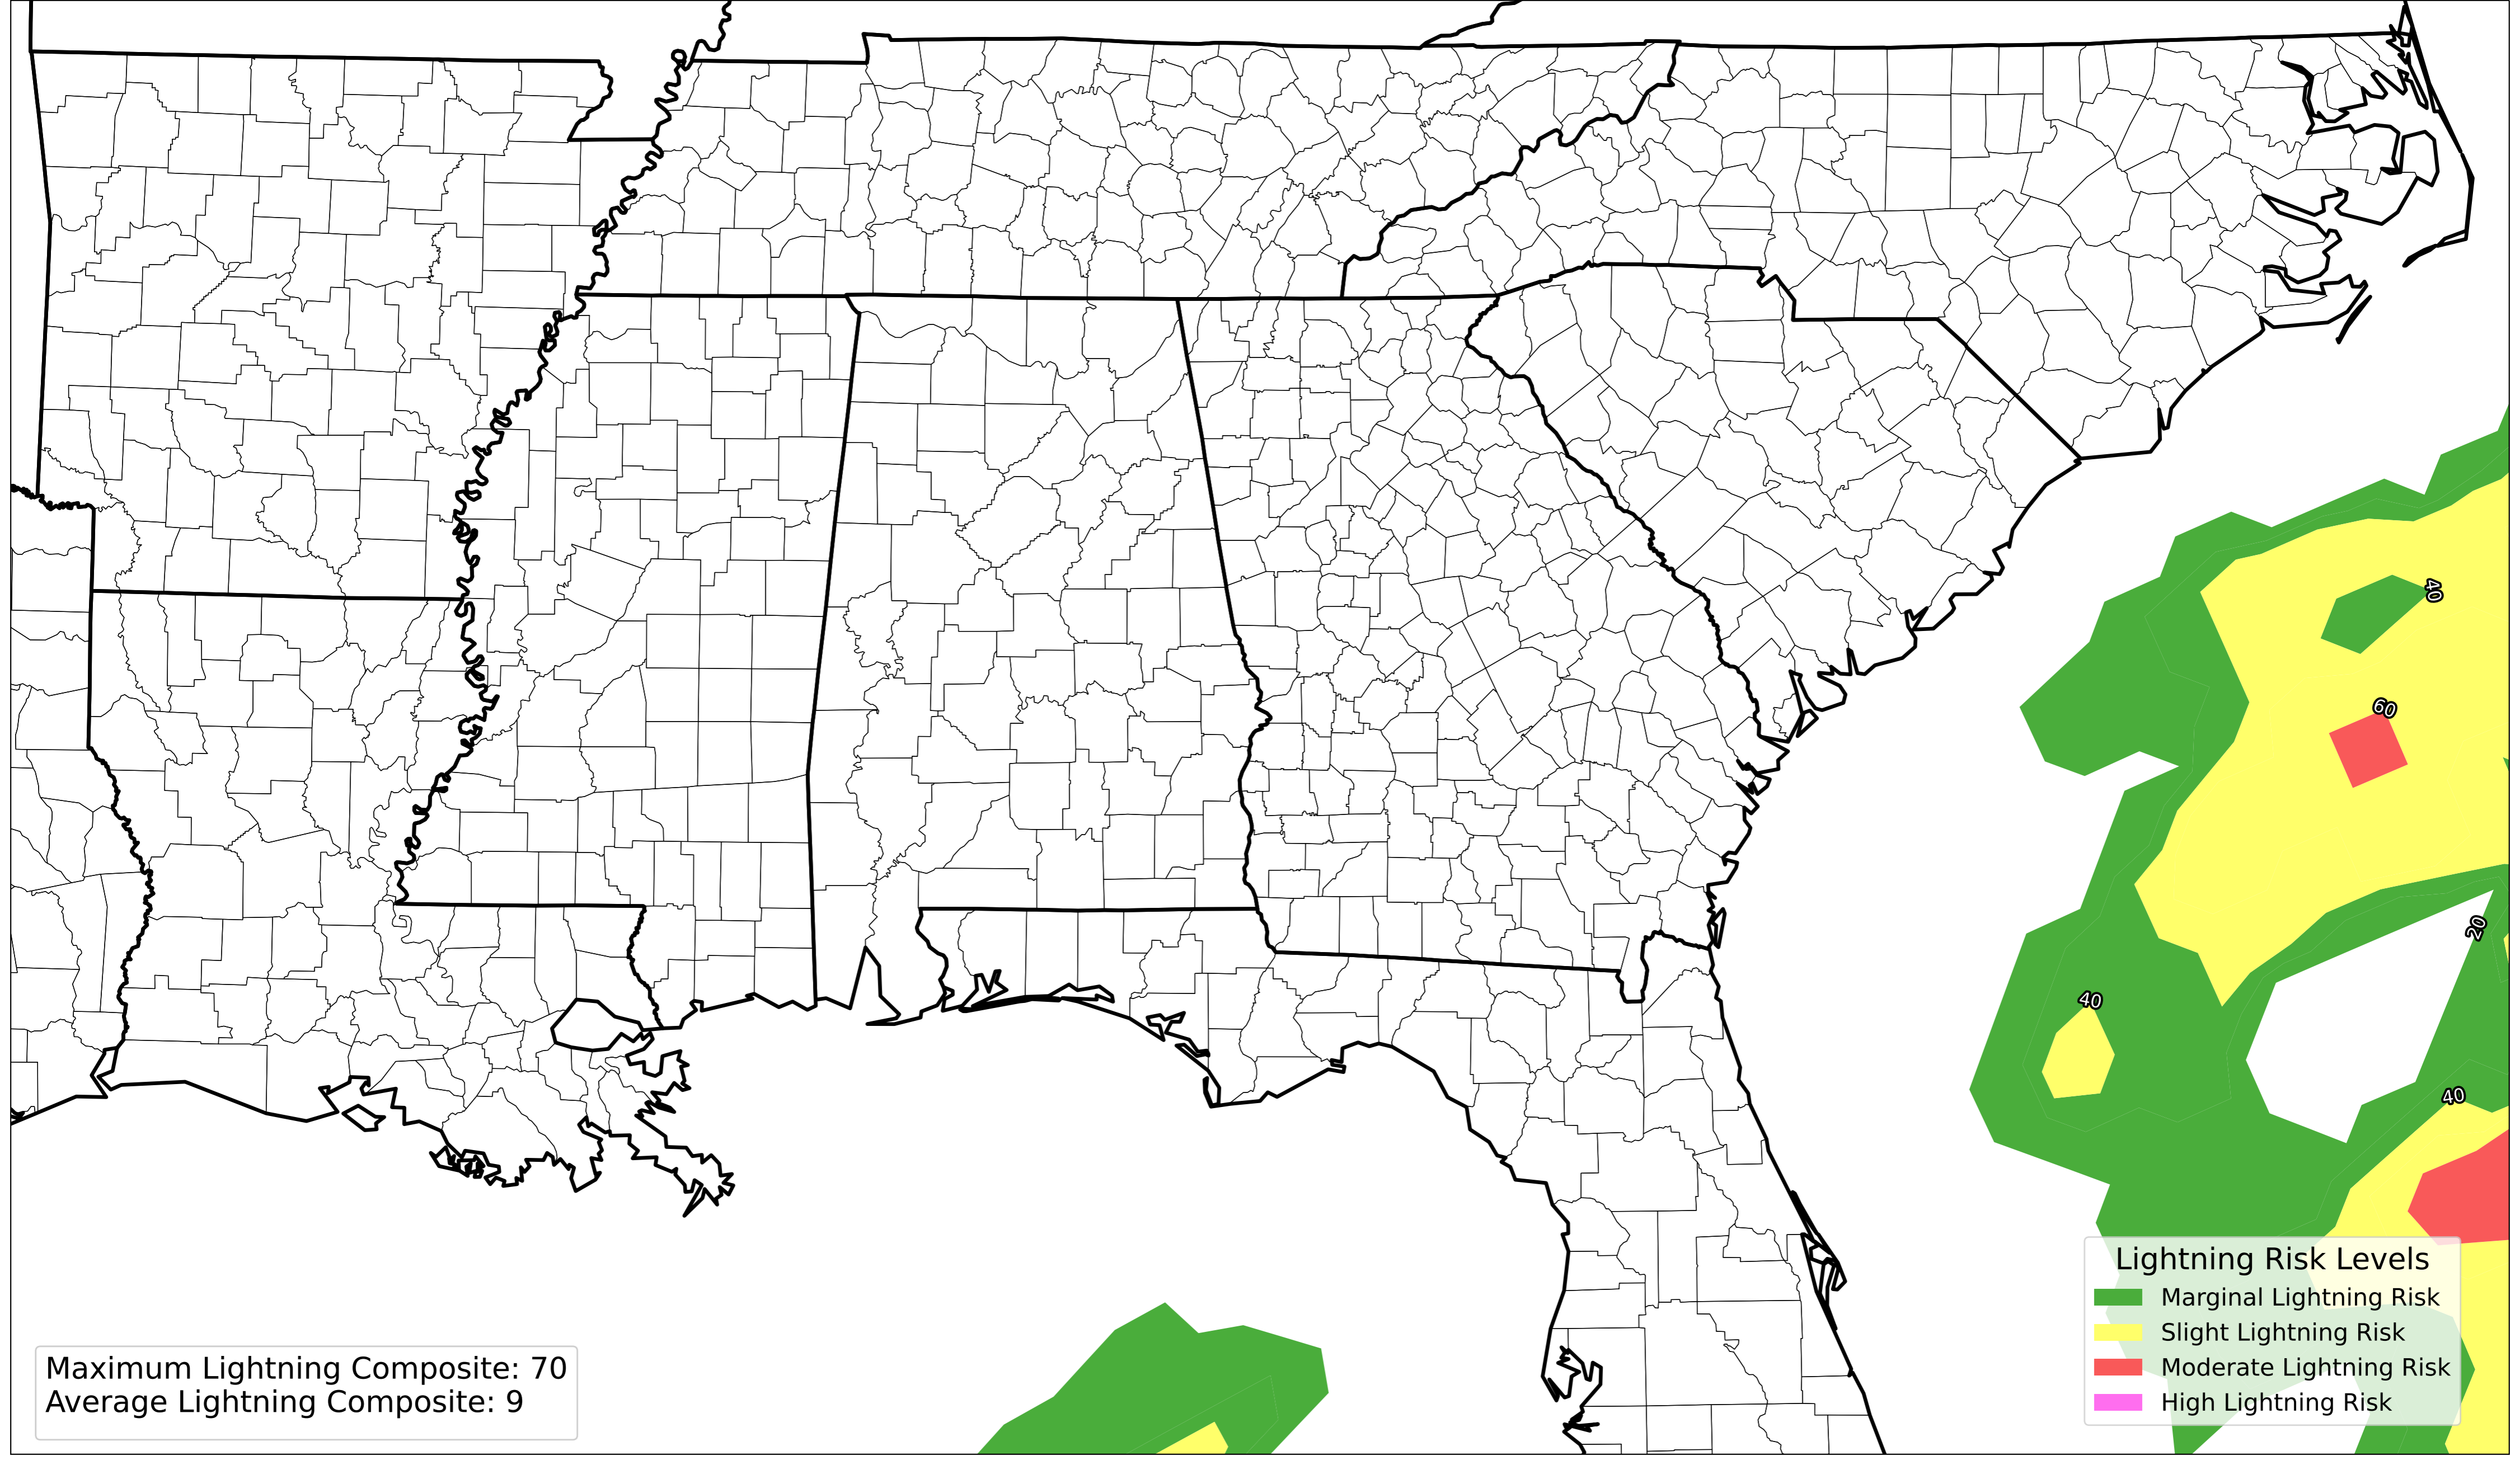 40
60
20
40
40
Lightning Risk Levels
Marginal Lightning Risk
Slight Lightning Risk
Moderate Lightning Risk
High Lightning Risk
Maximum Lightning Composite: 70
Average Lightning Composite: 9